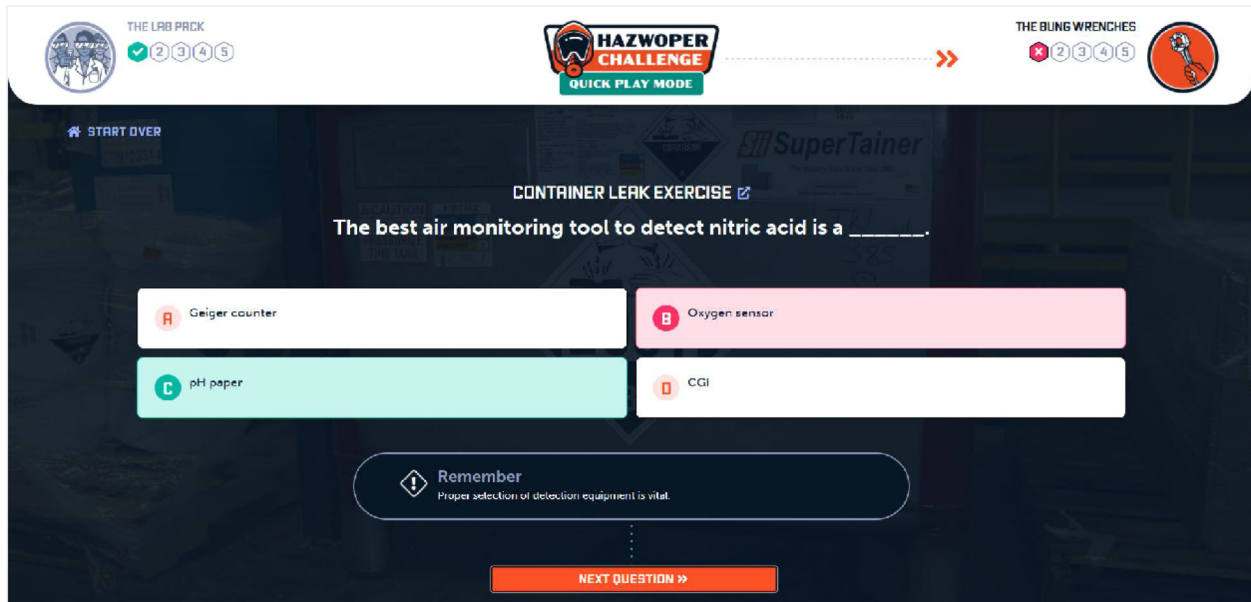 THE LAB PACK
2 3 4 5
HAZWOPER
CHALLENGE
QUICK PLAY MODE
THE BUNG WRENCHES
2 3 4 5
START OVER
SuperTainer
CONTAINER LEAK EXERCISE
The best air monitoring tool to detect nitric acid is a ______.
A Geiger counter
B Oxygen sensor
C pH paper
D CGI
Remember
Proper selection of detection equipment is vital.
NEXT QUESTION »